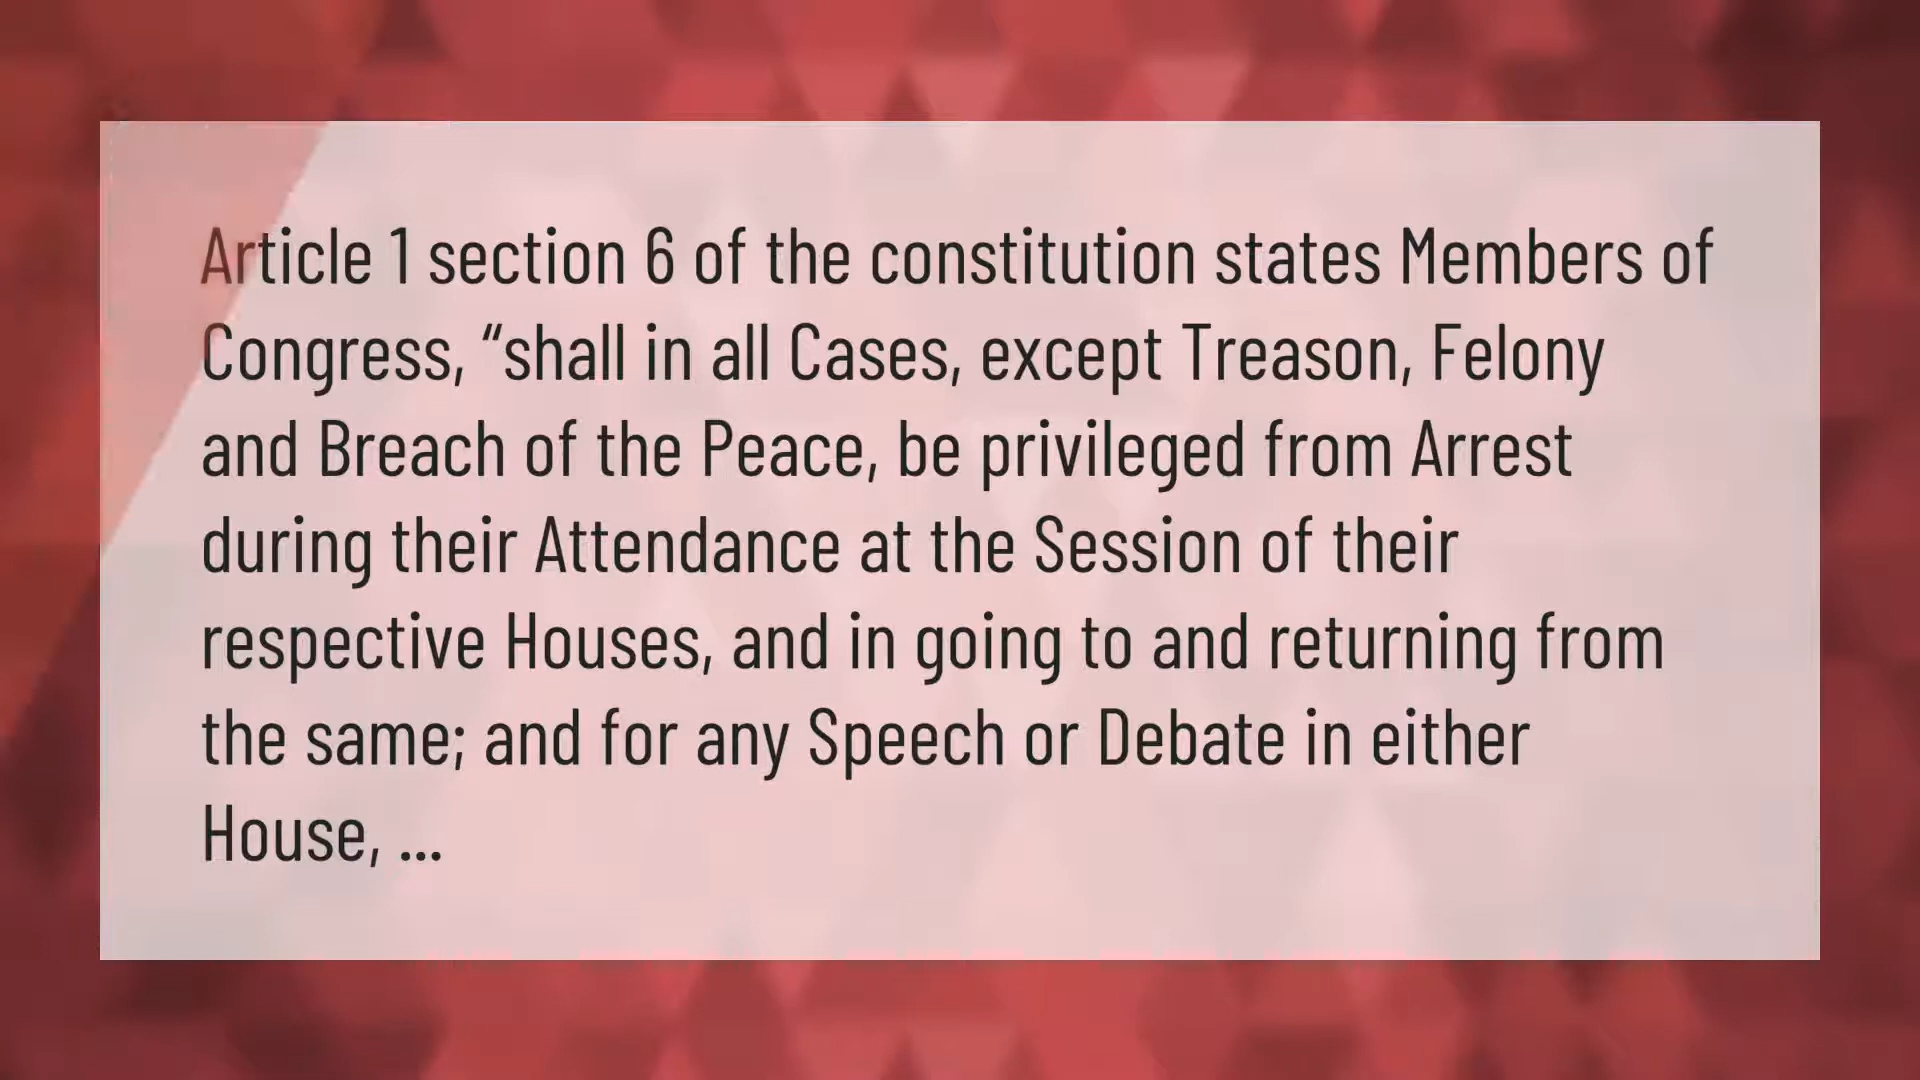 Article 1 section 6 of the constitution states Members of
Congress, “shall in all Cases, except Treason, Felony
and Breach of the Peace, be privileged from Arrest
during their Attendance at the Session of their
respective Houses, and in going to and returning from
the same; and for any Speech or Debate in either
House, ...